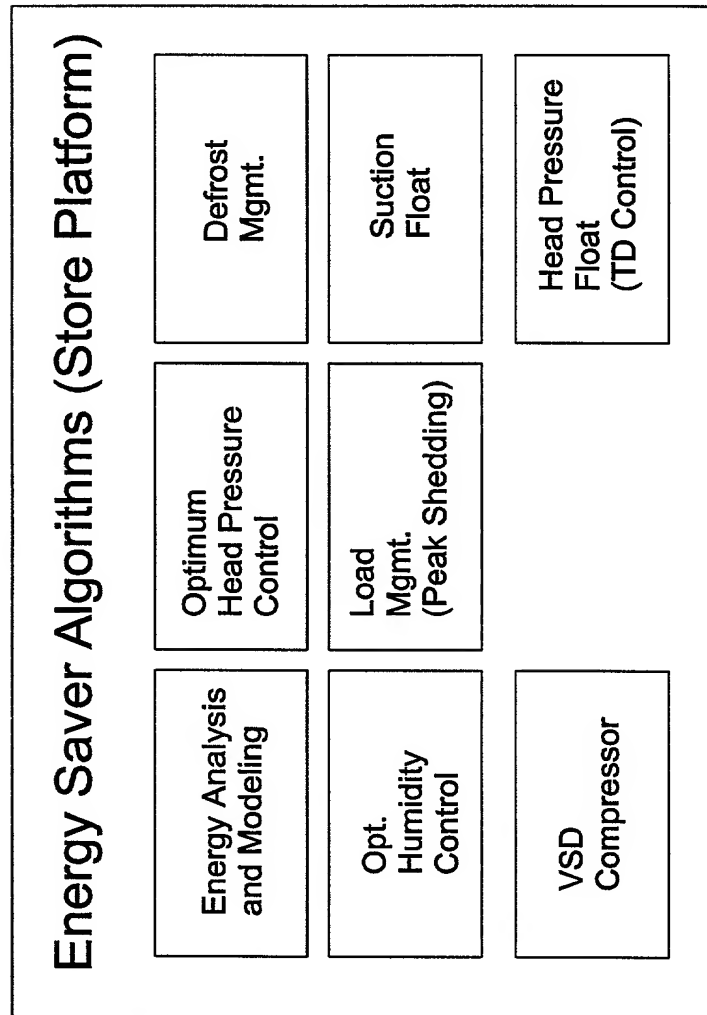 Energy Saver Algorithms (Store Platform)
Energy Analysis
and Modeling
Optimum
Head Pressure
Control
Defrost
Mgmt.
Opt.
Humidity
Control
Load
Mgmt.
(Peak Shedding)
Suction
Float
VSD
Compressor
Head Pressure
Float
(TD Control)